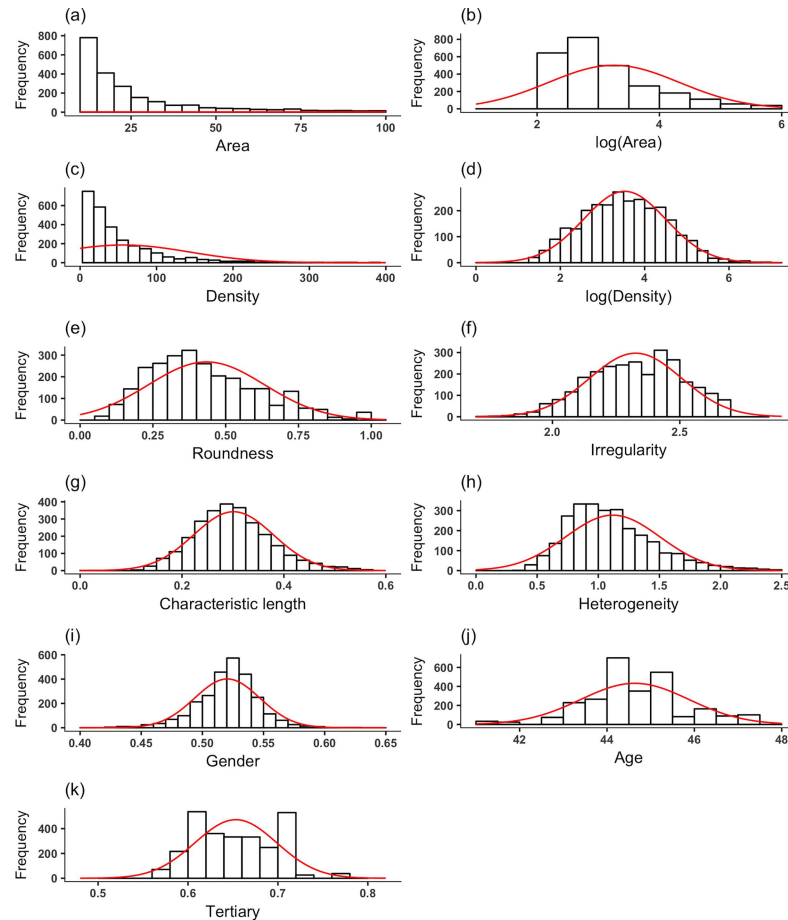 (a)
Frequency
800
600
400
200
0
25
50
75
100
Area
(b)
Frequency
800
600
400
200
0
2
4
6
log(Area)
(c)
Frequency
600
400
200
0
0
100
200
300
400
Density
(d)
Frequency
200
100
0
0
2
4
6
log(Density)
(e)
Frequency
300
200
100
0
0.00
0.25
0.50
0.75
1.00
Roundness
(f)
Frequency
300
200
100
0
2.0
2.5
Irregularity
(g)
Frequency
400
300
200
100
0
0.0
0.2
0.4
0.6
Characteristic length
(h)
Frequency
300
200
100
0
0.0
0.5
1.0
1.5
2.0
2.5
Heterogeneity
(i)
Frequency
600
400
200
0
0.40
0.45
0.50
0.55
0.60
0.65
Gender
(j)
Frequency
600
400
200
0
42
44
46
48
Age
(k)
Frequency
400
200
0
0.5
0.6
0.7
0.8
Tertiary